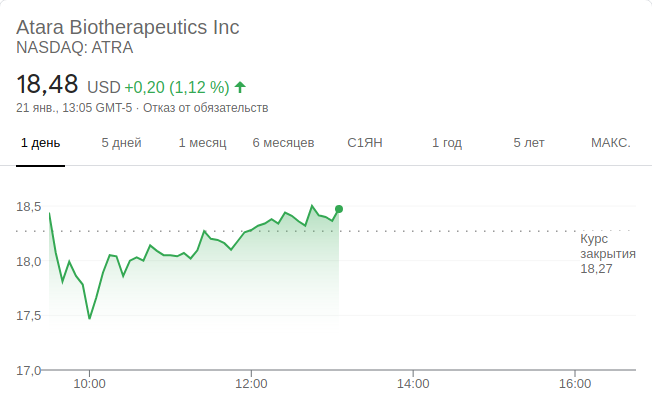 Atara Biotherapeutics Inc
NASDAQ: ATRA
18,48 USD +0,20 (1,12 %)
21 янв., 13:05 GMT-5 · Отказ от обязательств
1 день 5 дней 1 месяц 6 месяцев С1ЯН 1 год 5 лет МАКС.
18,5
Курс
закрытия
18,27
18,0
17,5
17,0
10:00 12:00 14:00 16:00